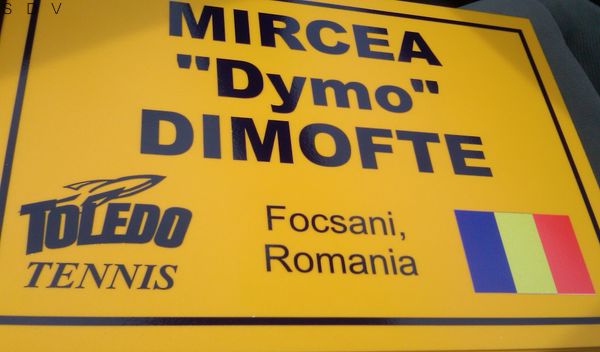 S D V
MIRCEA
"Dymo"
DIMOFTE
TOLEDO
TENNIS
Focsani,
Romania